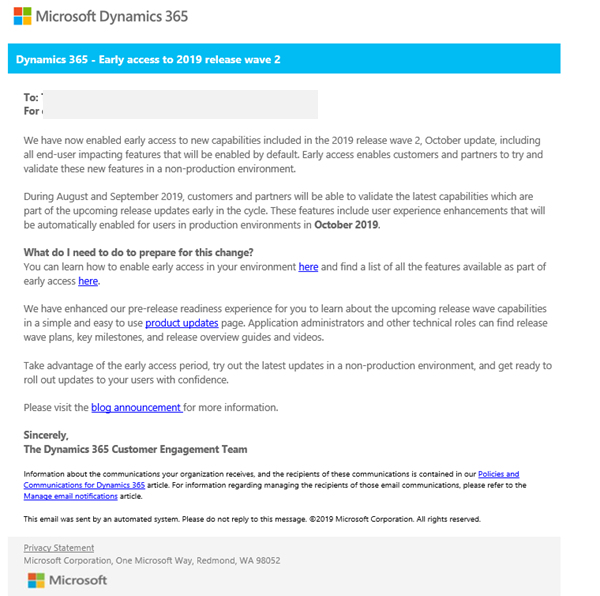 Microsoft Dynamics 365
Dynamics 365 - Early access to 2019 release wave 2
To:
For
We have now enabled early access to new capabilities included in the 2019 release wave 2, October update, including
all end-user impacting features that will be enabled by default. Early access enables customers and partners to try and
validate these new features in a non-production environment.
During August and September 2019, customers and partners will be able to validate the latest capabilities which are
part of the upcoming release updates early in the cycle. These features include user experience enhancements that will
be automatically enabled for users in production environments in October 2019.
What do I need to do to prepare for this change?
You can learn how to enable early access in your environment here and find a list of all the features available as part of
early access here.
We have enhanced our pre-release readiness experience for you to learn about the upcoming release wave capabilities
in a simple and easy to use product updates page. Application administrators and other technical roles can find release
wave plans, key milestones, and release overview guides and videos.
Take advantage of the early access period, try out the latest updates in a non-production environment, and get ready to
roll out updates to your users with confidence.
Please visit the blog announcement for more information.
Sincerely,
The Dynamics 365 Customer Engagement Team
Information about the communications your organization receives, and the recipients of these communications is contained in our Policies and
Communications for Dynamics 365 article. For information regarding managing the recipients of those email communications, please refer to the
Manage email notifications article.
This email was sent by an automated system. Please do not reply to this message. ©2019 Microsoft Corporation. All rights reserved.
Privacy Statement
Microsoft Corporation, One Microsoft Way, Redmond, WA 98052
Microsoft